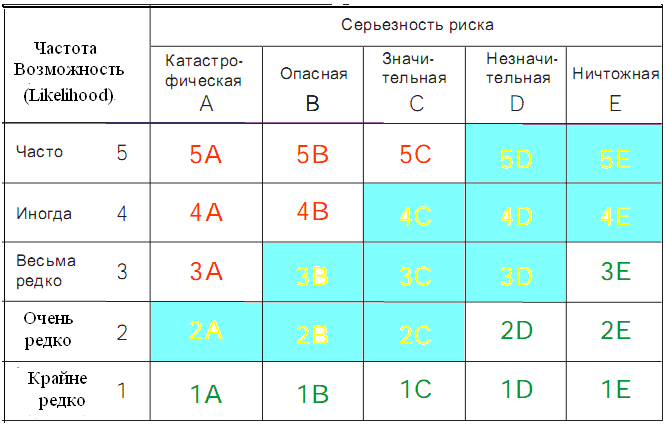 Серьезность риска
Частота
Возможность
(Likelihood)
Катастро-
фическая
A
Опасная
B
Значи-
тельная
C
Незначи-
тельная
D
Ничтожная
E
Часто 5 5A 5B 5C 5D 5E
Иногда 4 4A 4B 4C 4D 4E
Весьма
редко 3 3A 3B 3C 3D 3E
Очень
редко 2 2A 2B 2C 2D 2E
Крайне
редко 1 1A 1B 1C 1D 1E